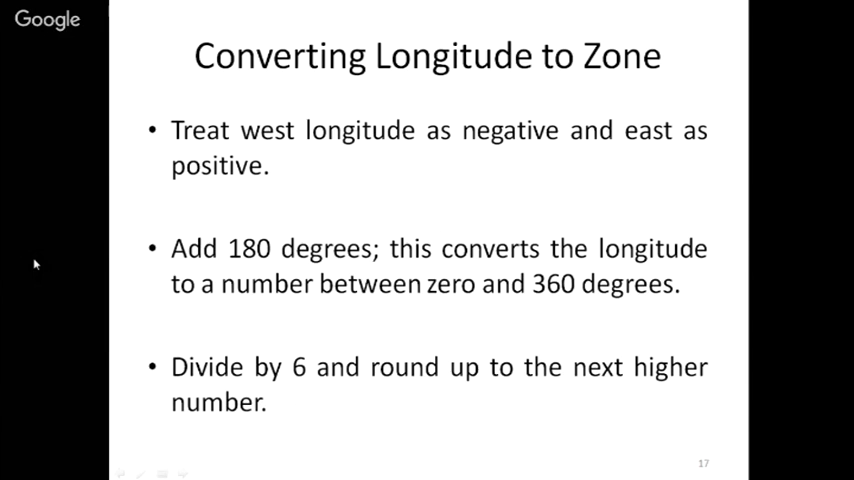 Google
Converting Longitude to Zone
• Treat west longitude as negative and east as
positive.
• Add 180 degrees; this converts the longitude
to a number between zero and 360 degrees.
• Divide by 6 and round up to the next higher
number.
17